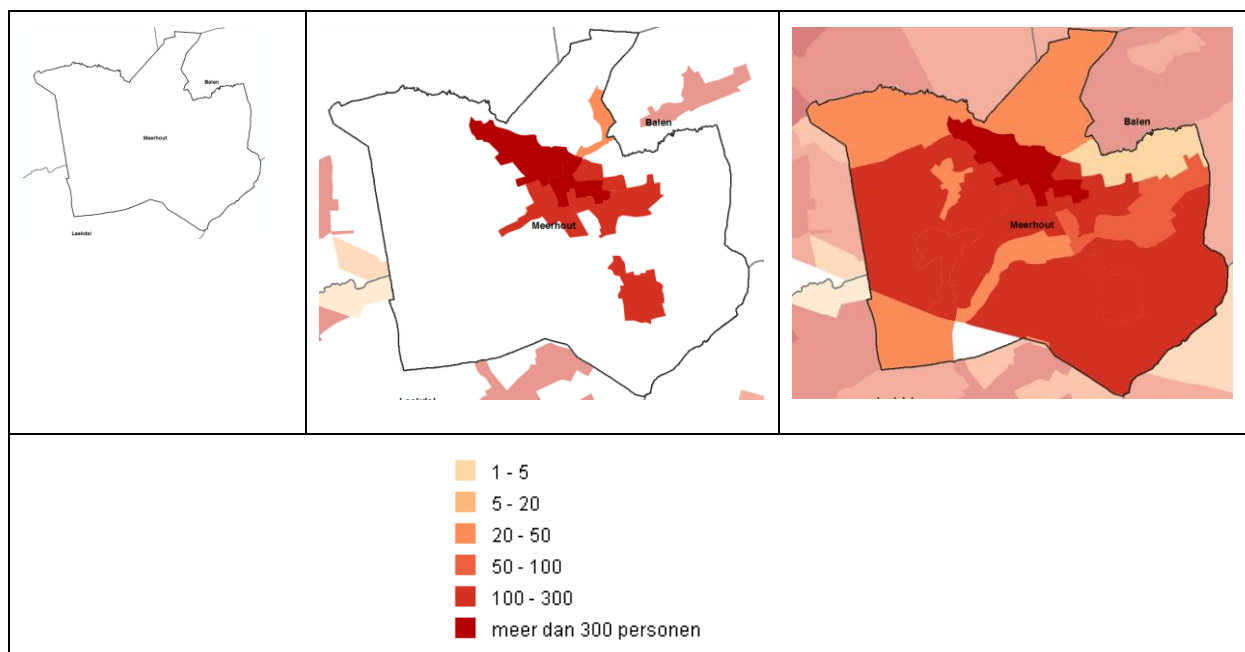 Balen
Meerhout
Laakdal
Balen
Meerhout
Balen
Meerhout
1 - 5
5 - 20
20 - 50
50 - 100
100 - 300
meer dan 300 personen